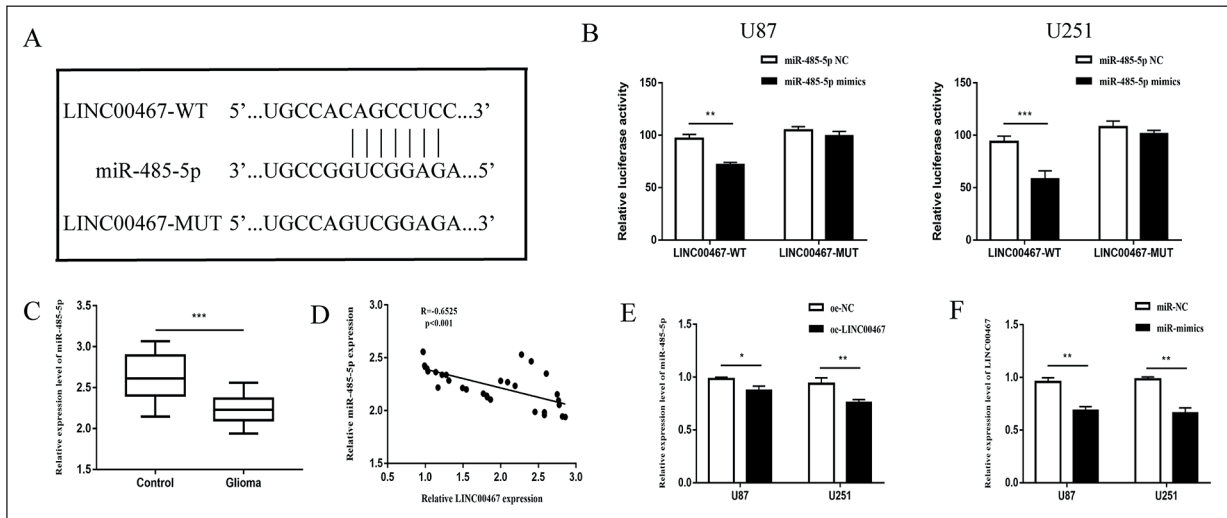 A
LINC00467-WT 5’...UGCCACAGCCUCC...3’
miR-485-5p 3’...UGCCGGUCGGAGA...5’
LINC00467-MUT 5’...UGCCAGUCGGAGA...3’
B
U87
miR-485-5p NC
miR-485-5p mimics
Relative luciferase activity
150
100
50
0
**
LINC00467-WT LINC00467-MUT
U251
miR-485-5p NC
miR-485-5p mimics
Relative luciferase activity
150
100
50
0
***
LINC00467-WT LINC00467-MUT
C
Relative expression level of miR-485-5p
3.5
3.0
2.5
2.0
1.5
***
Control Glioma
D
Relative miR-485-5p expression
3.0
2.5
2.0
1.5
R=-0.6525
p<0.001
0.5 1.0 1.5 2.0 2.5 3.0
Relative LINC00467 expression
E
Relative expression level of miR-485-5p
1.5
1.0
0.5
0.0
oe-NC
oe-LINC00467
* **
U87 U251
F
Relative expression level of LINC00467
1.5
1.0
0.5
0.0
miR-NC
miR-mimics
** **
U87 U251